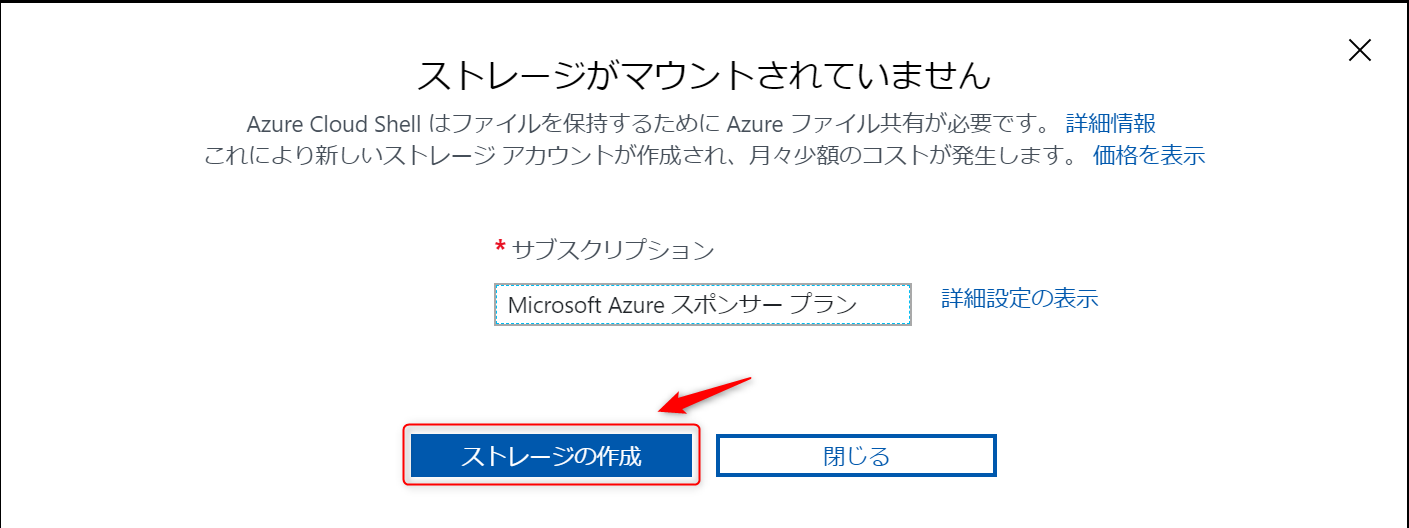 ストレージがマウントされていません
Azure Cloud Shell はファイルを保持するために Azure ファイル共有が必要です。 詳細情報
これにより新しいストレージ アカウントが作成され、月々少額のコストが発生します。 価格を表示
* サブスクリプション
Microsoft Azure スポンサー プラン 詳細設定の表示
ストレージの作成 閉じる